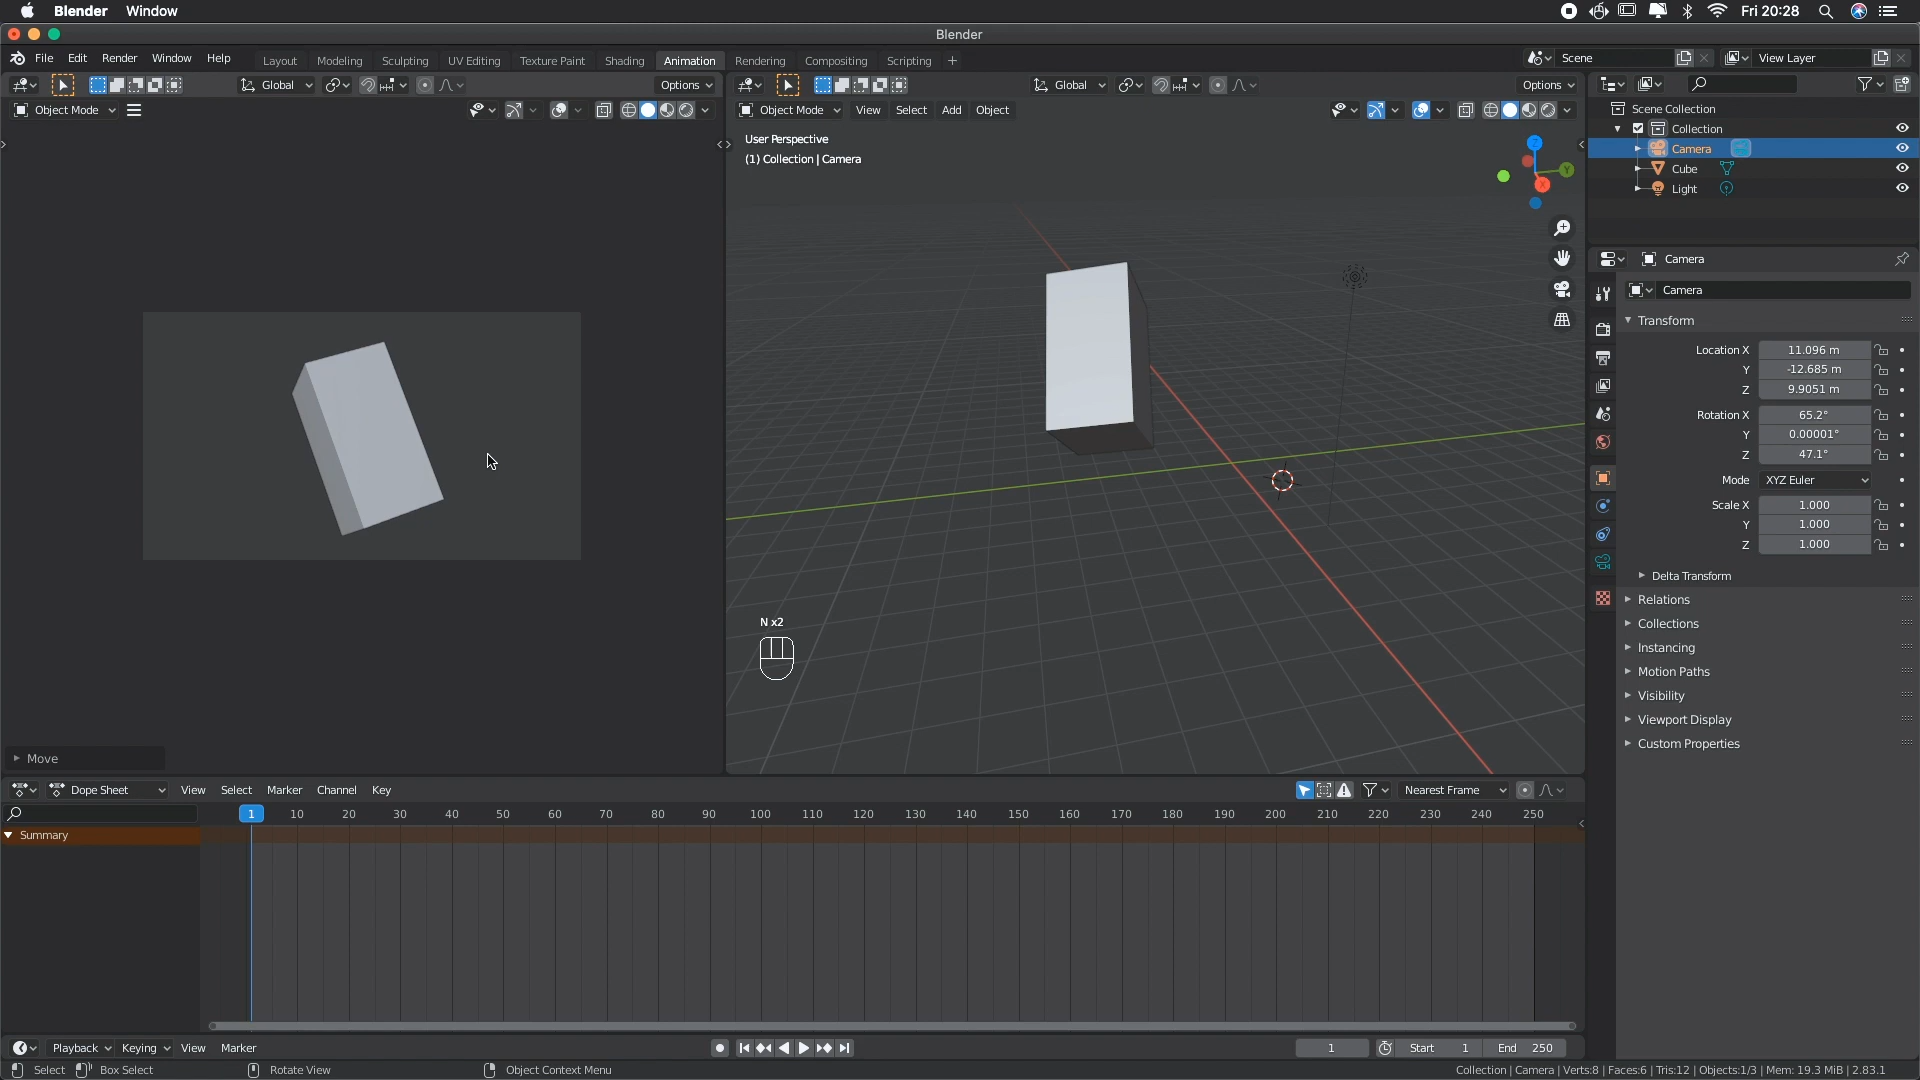 Blender Window Fri 20:28
Blender
File Edit Render Window Help Layout Modeling Sculpting UV Editing Texture Paint Shading Animation Rendering Compositing Scripting + Scene View Layer
Global Options Global Options
Object Mode Object Mode View Select Add Object
User Perspective
(1) Collection | Camera
Z
Y
X
N x2
Move
Scene Collection
Collection
Camera
Cube
Light
Camera
Camera
Transform
Location X 11.096 m
Y -12.685 m
Z 9.9051 m
Rotation X 65.2°
Y 0.00001°
Z 47.1°
Mode XYZ Euler
Scale X 1.000
Y 1.000
Z 1.000
Delta Transform
Relations
Collections
Instancing
Motion Paths
Visibility
Viewport Display
Custom Properties
Dope Sheet View Select Marker Channel Key Nearest Frame
1 10 20 30 40 50 60 70 80 90 100 110 120 130 140 150 160 170 180 190 200 210 220 230 240 250
Summary
Playback Keying View Marker 1 Start 1 End 250
Select Box Select Rotate View Object Context Menu Collection | Camera | Verts:8 | Faces:6 | Tris:12 | Objects:1/3 | Mem: 19.3 MiB | 2.83.1